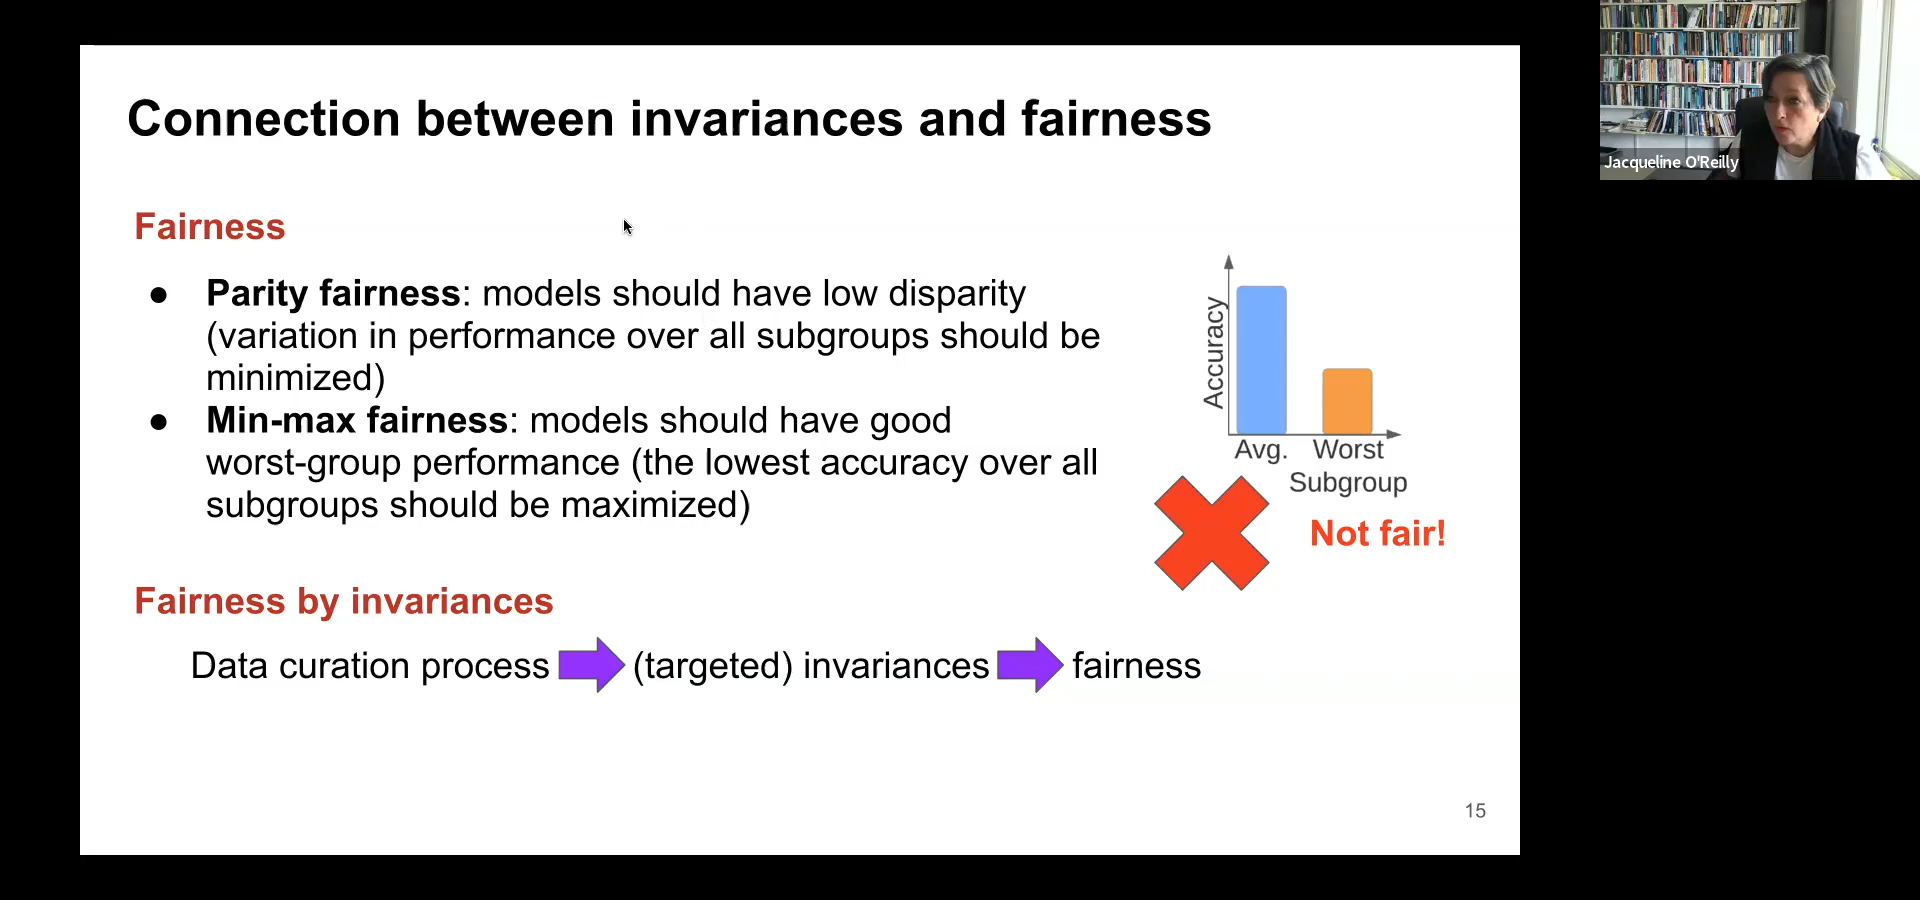 Connection between invariances and fairness
Jacqueline O'Reilly
Fairness
● Parity fairness: models should have low disparity
(variation in performance over all subgroups should be
minimized)
● Min-max fairness: models should have good
worst-group performance (the lowest accuracy over all
subgroups should be maximized)
Accuracy
Avg. Worst
Subgroup
Not fair!
Fairness by invariances
Data curation process (targeted) invariances fairness
15